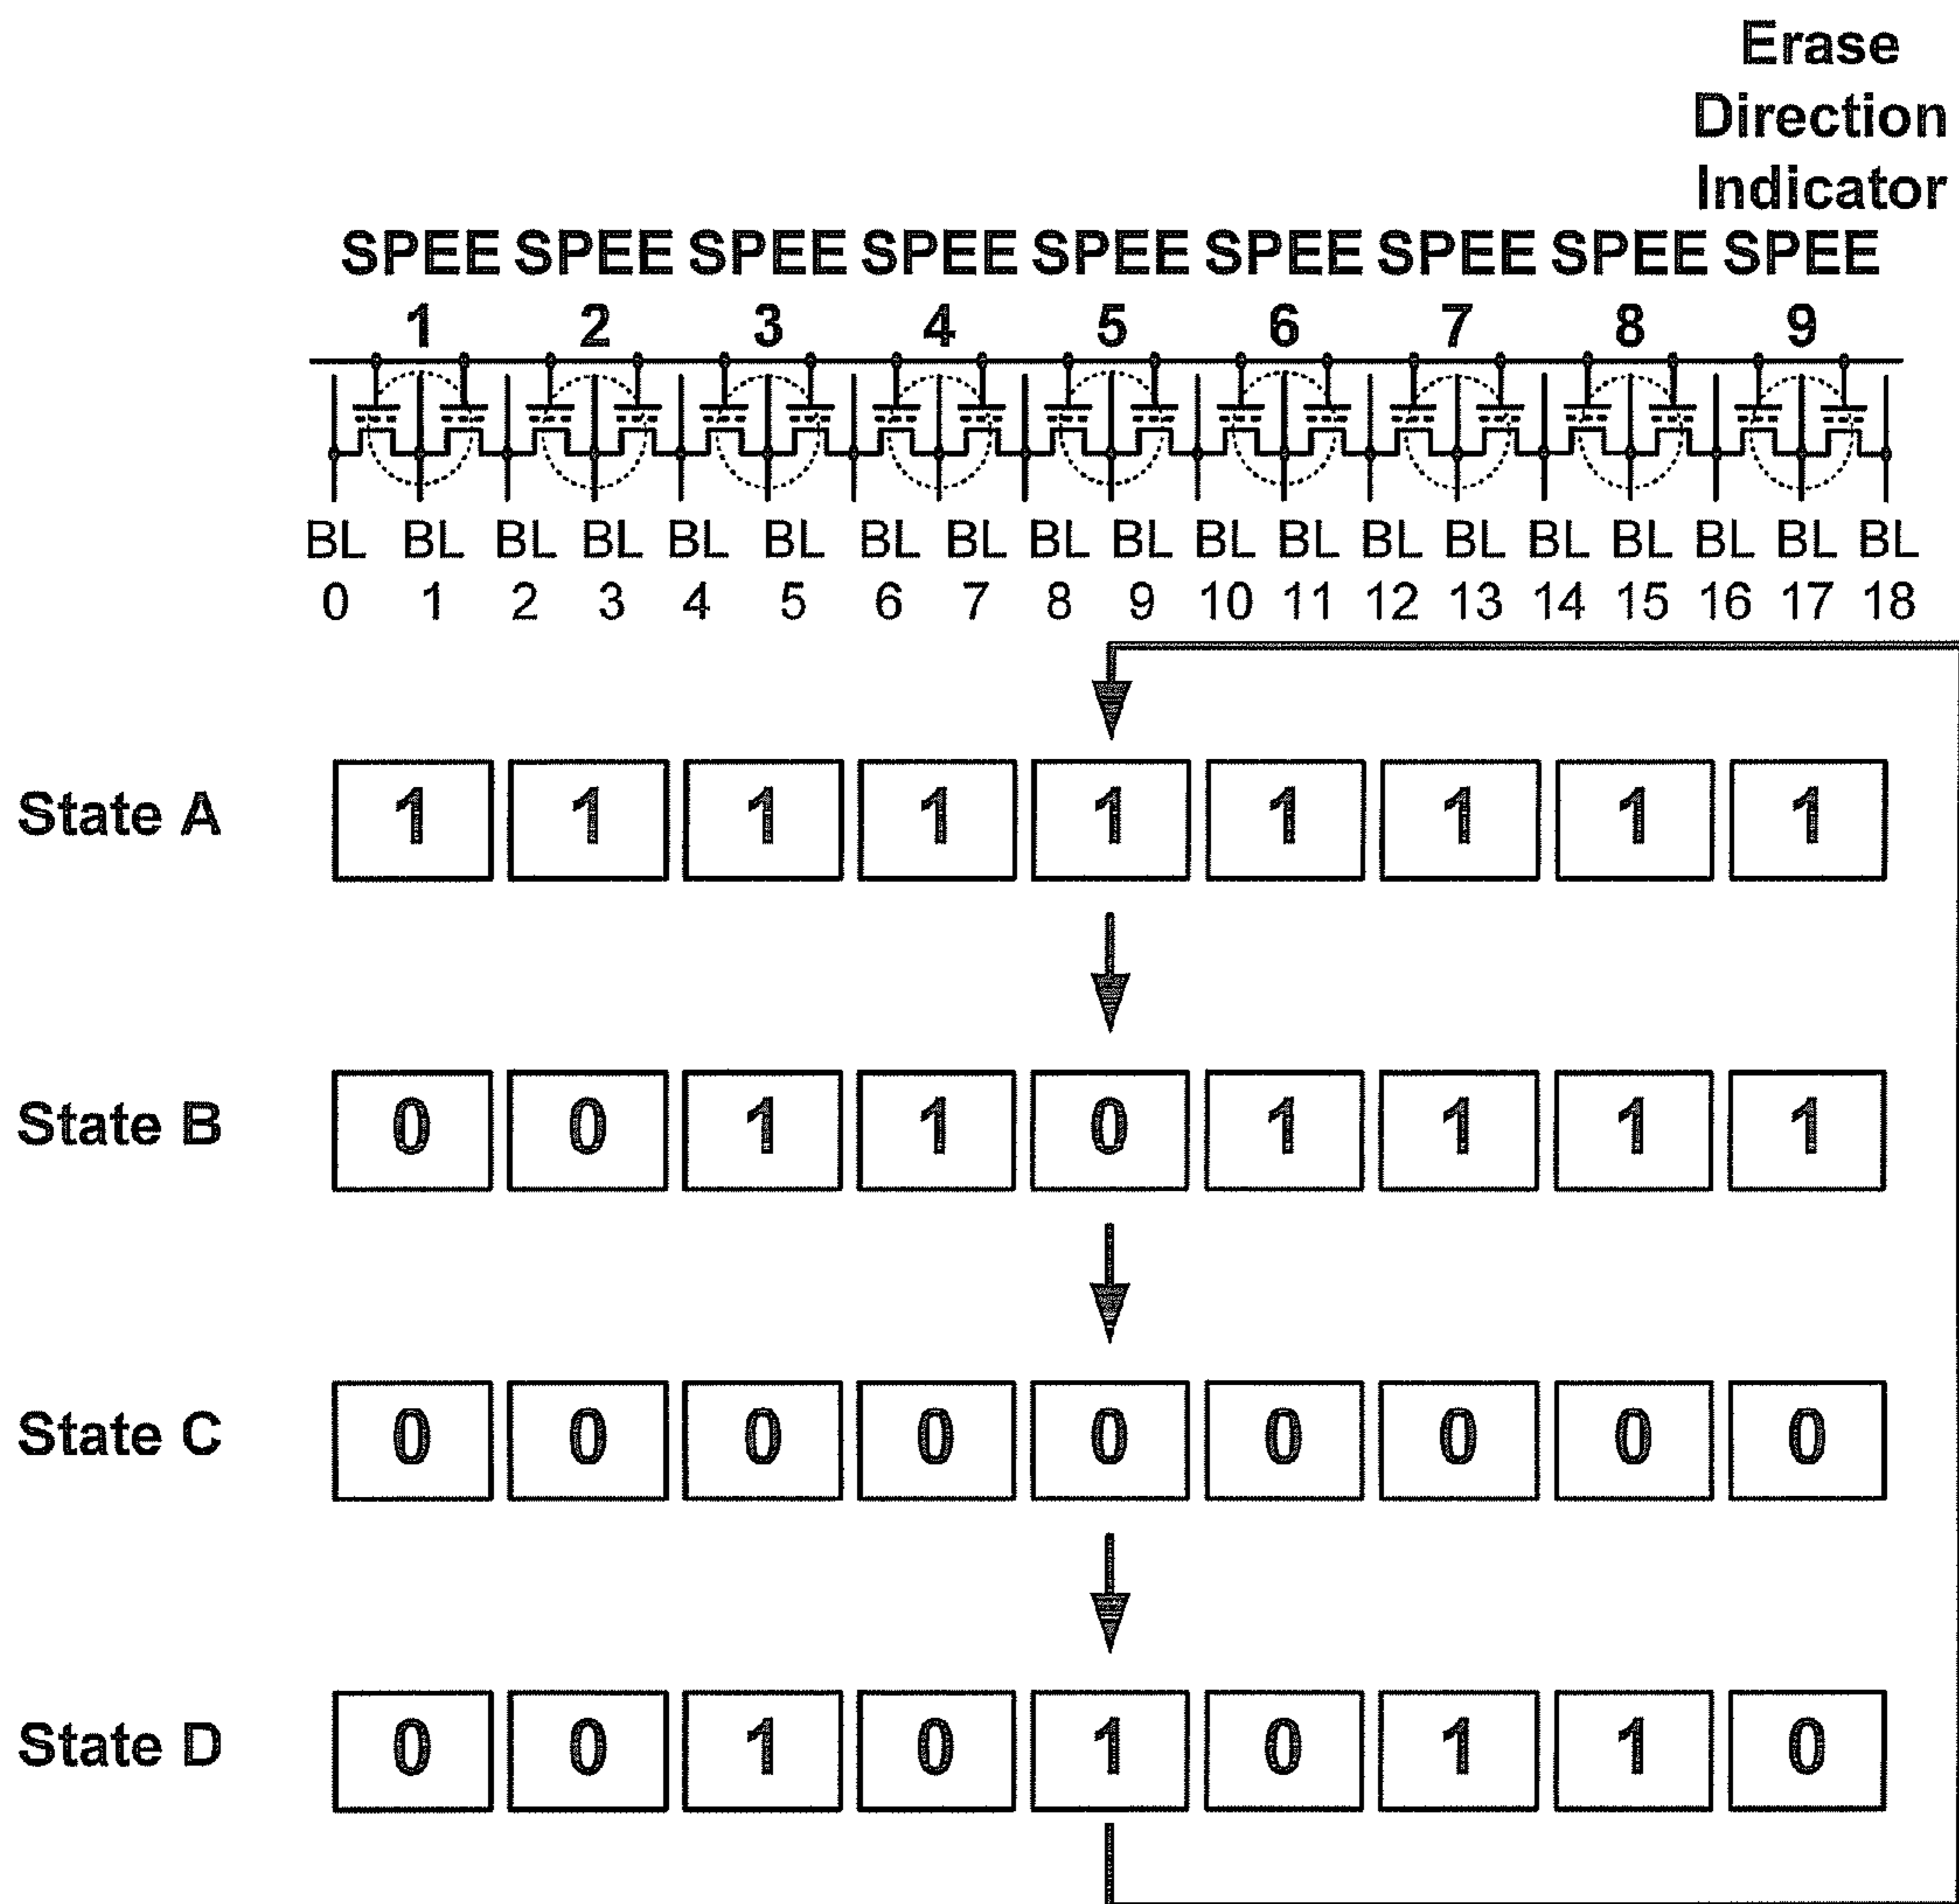 Erase
Direction
Indicator
SPEE SPEE SPEE SPEE SPEE SPEE SPEE SPEE SPEE
1 2 3 4 5 6 7 8 9
BL BL BL BL BL BL BL BL BL BL BL BL BL BL BL BL BL BL BL
0 1 2 3 4 5 6 7 8 9 10 11 12 13 14 15 16 17 18
State A 1 1 1 1 1 1 1 1 1
State B 0 0 1 1 0 1 1 1 1
State C 0 0 0 0 0 0 0 0 0
State D 0 0 1 0 1 0 1 1 0